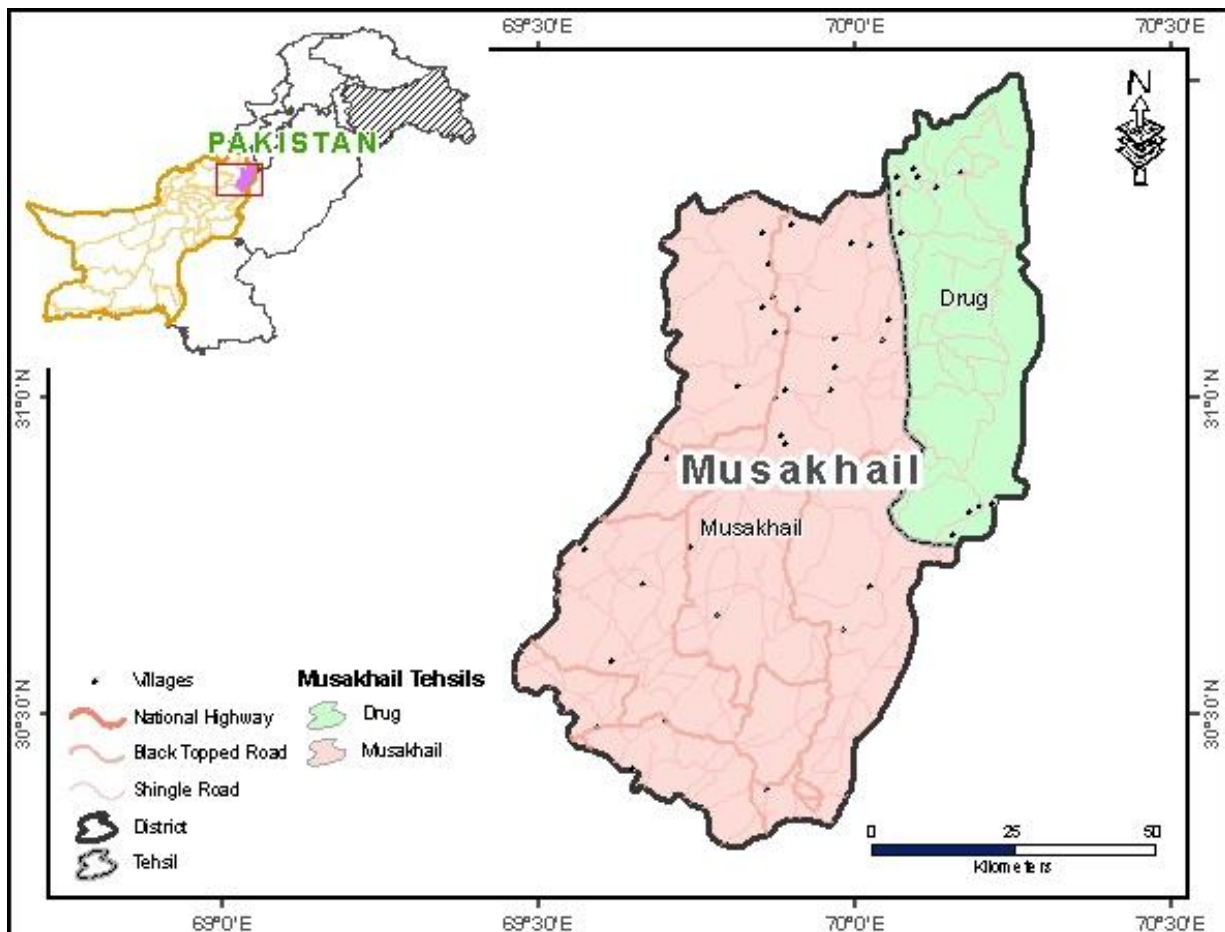 69°30'E 70°0'E 70°30'E
N
PAKISTAN
Drug
31°0'N 31°0'N
Musakhail
Musakhail
Villages
National Highway
Black Topped Road
Shingle Road
District
Tehsil
Musakhail Tehsils
Drug
Musakhail
30°30'N 30°30'N
0 25 50
Kilometers
69°0'E 69°30'E 70°0'E 70°30'E